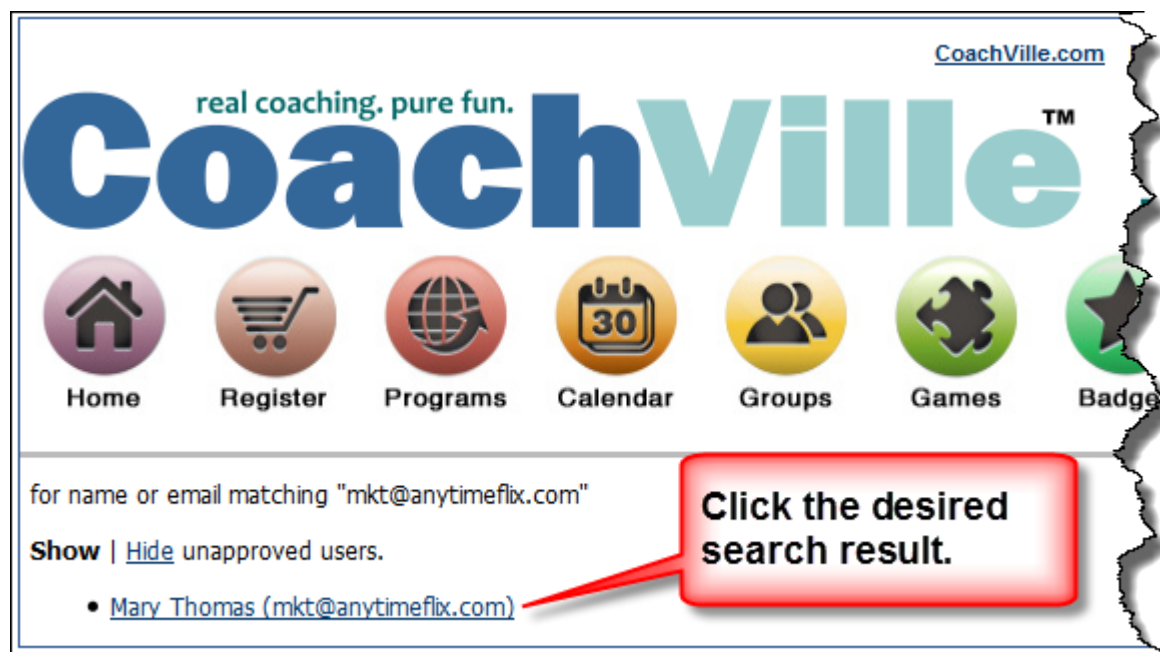 CoachVille.com
real coaching. pure fun.
CoachVille™
30
Home Register Programs Calendar Groups Games Badge
for name or email matching "mkt@anytimeflix.com"
Click the desired
search result.
Show | Hide unapproved users.
• Mary Thomas (mkt@anytimeflix.com)